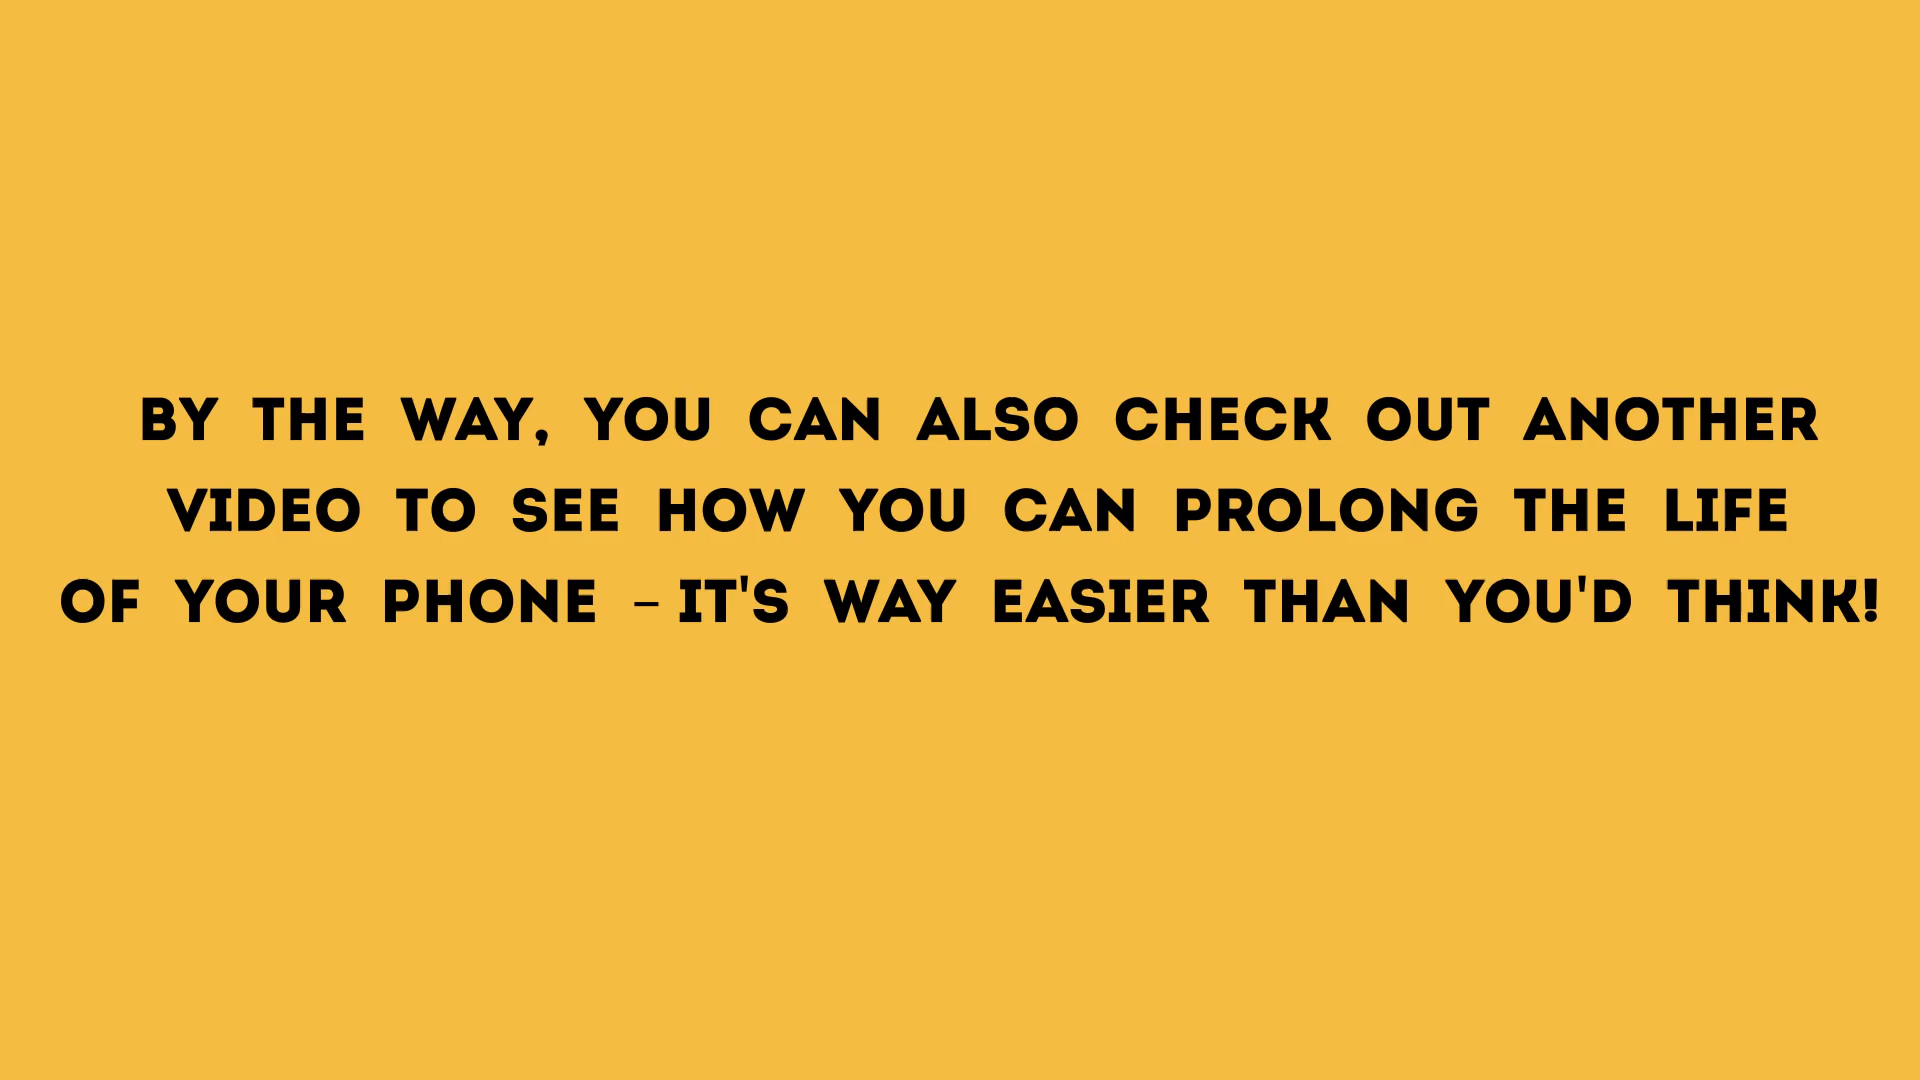 BY THE WAY, YOU CAN ALSO CHECK OUT ANOTHER
VIDEO TO SEE HOW YOU CAN PROLONG THE LIFE
OF YOUR PHONE – IT'S WAY EASIER THAN YOU'D THINK!